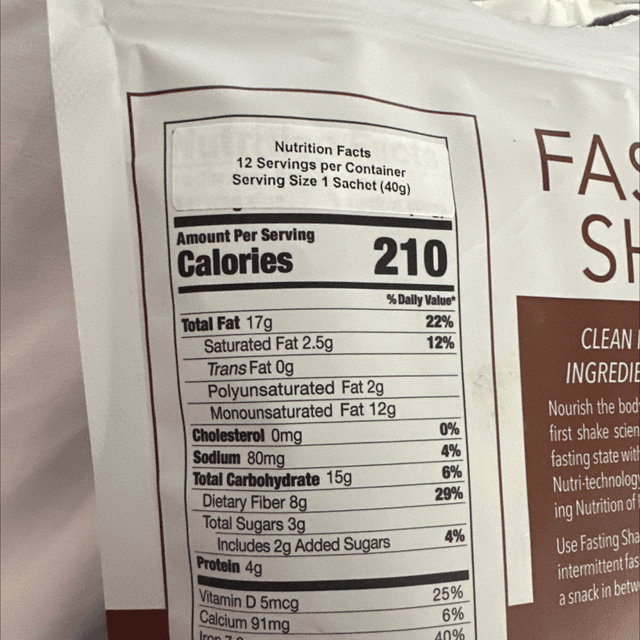 Nutrition Facts
12 Servings per Container
Serving Size 1 Sachet (40g)
Amount Per Serving
Calories 210
% Daily Value*
Total Fat 17g 22%
Saturated Fat 2.5g 12%
Trans Fat 0g
Polyunsaturated Fat 2g
Monounsaturated Fat 12g
Cholesterol 0mg 0%
Sodium 80mg 4%
Total Carbohydrate 15g 6%
Dietary Fiber 8g 29%
Total Sugars 3g
Includes 2g Added Sugars 4%
Protein 4g
Vitamin D 5mcg 25%
Calcium 91mg 6%
Iron 40%
FAS
SH
CLEAN
INGREDIE
Nourish the body
first shake scien
fasting state with
Nutri-technology
ing Nutrition of
Use Fasting Sha
intermittent fas
a snack in betw